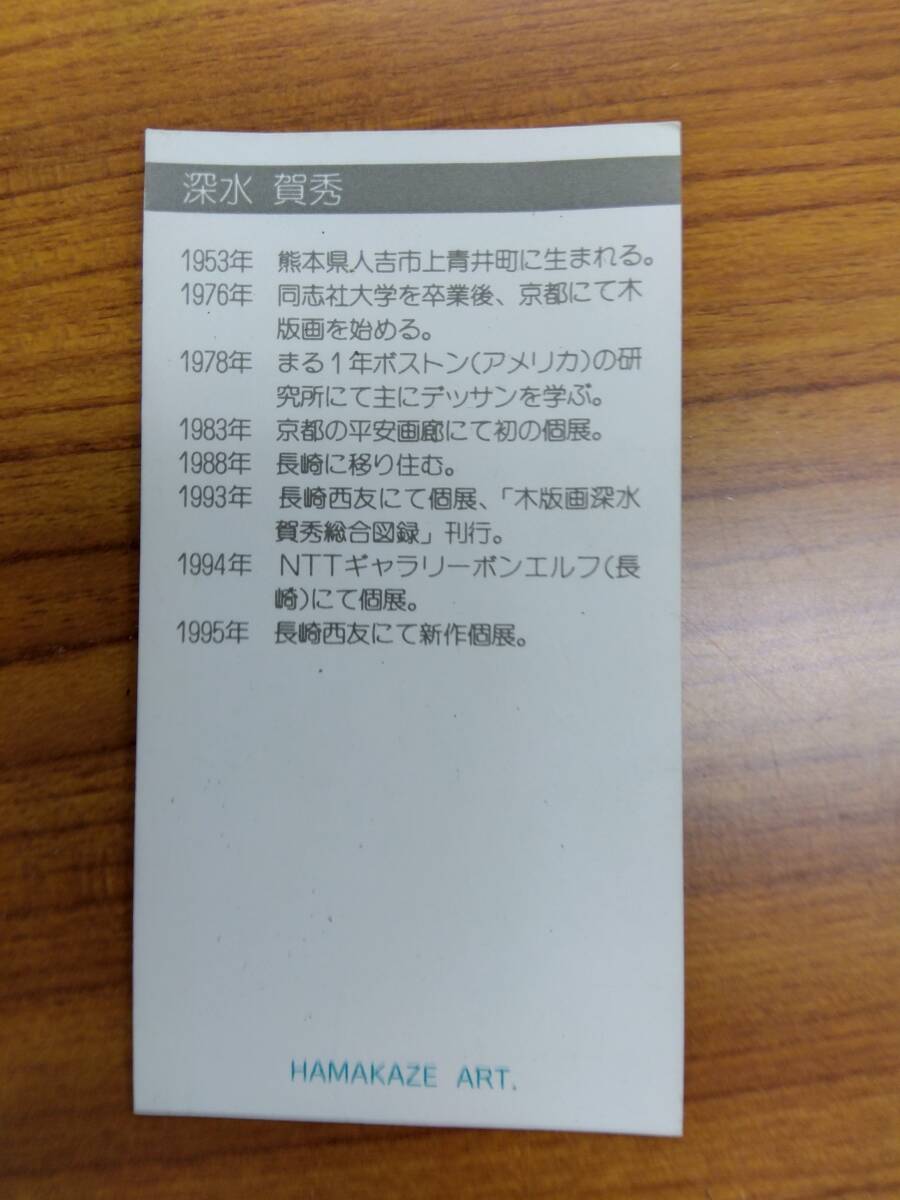 深水 賀秀
1953年 熊本県人吉市上青井町に生まれる。
1976年 同志社大学を卒業後、京都にて木
版画を始める。
1978年 まる1年ボストン(アメリカ)の研
究所にて主にデッサンを学ぶ。
1983年 京都の平安画廊にて初の個展。
1988年 長崎に移り住む。
1993年 長崎西友にて個展、「木版画深水
賀秀総合図録」刊行。
1994年 NTTギャラリーボンエルフ(長
崎)にて個展。
1995年 長崎西友にて新作個展。
HAMAKAZE ART.